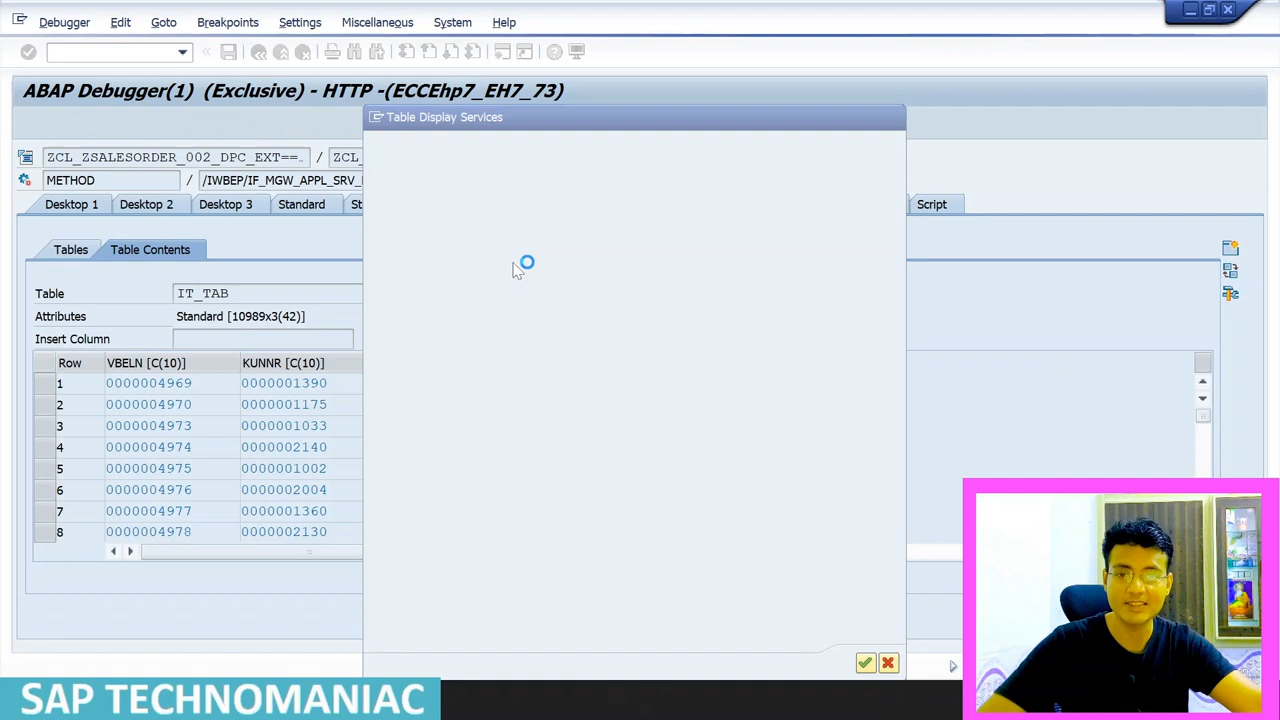 Debugger Edit Goto Breakpoints Settings Miscellaneous System Help
ABAP Debugger(1) (Exclusive) - HTTP -(ECCEhp7_EH7_73)
Table Display Services
ZCL_ZSALESORDER_002_DPC_EXT==.. / ZCL_
METHOD / /IWBEP/IF_MGW_APPL_SRV_
Desktop 1 Desktop 2 Desktop 3 Standard St Script
Tables Table Contents
Table IT_TAB
Attributes Standard [10989x3(42)]
Insert Column
Row VBELN [C(10)] KUNNR [C(10)]
1 0000004969 0000001390
2 0000004970 0000001175
3 0000004973 0000001033
4 0000004974 0000002140
5 0000004975 0000001002
6 0000004976 0000002004
7 0000004977 0000001360
8 0000004978 0000002130
SAP TECHNOMANIAC